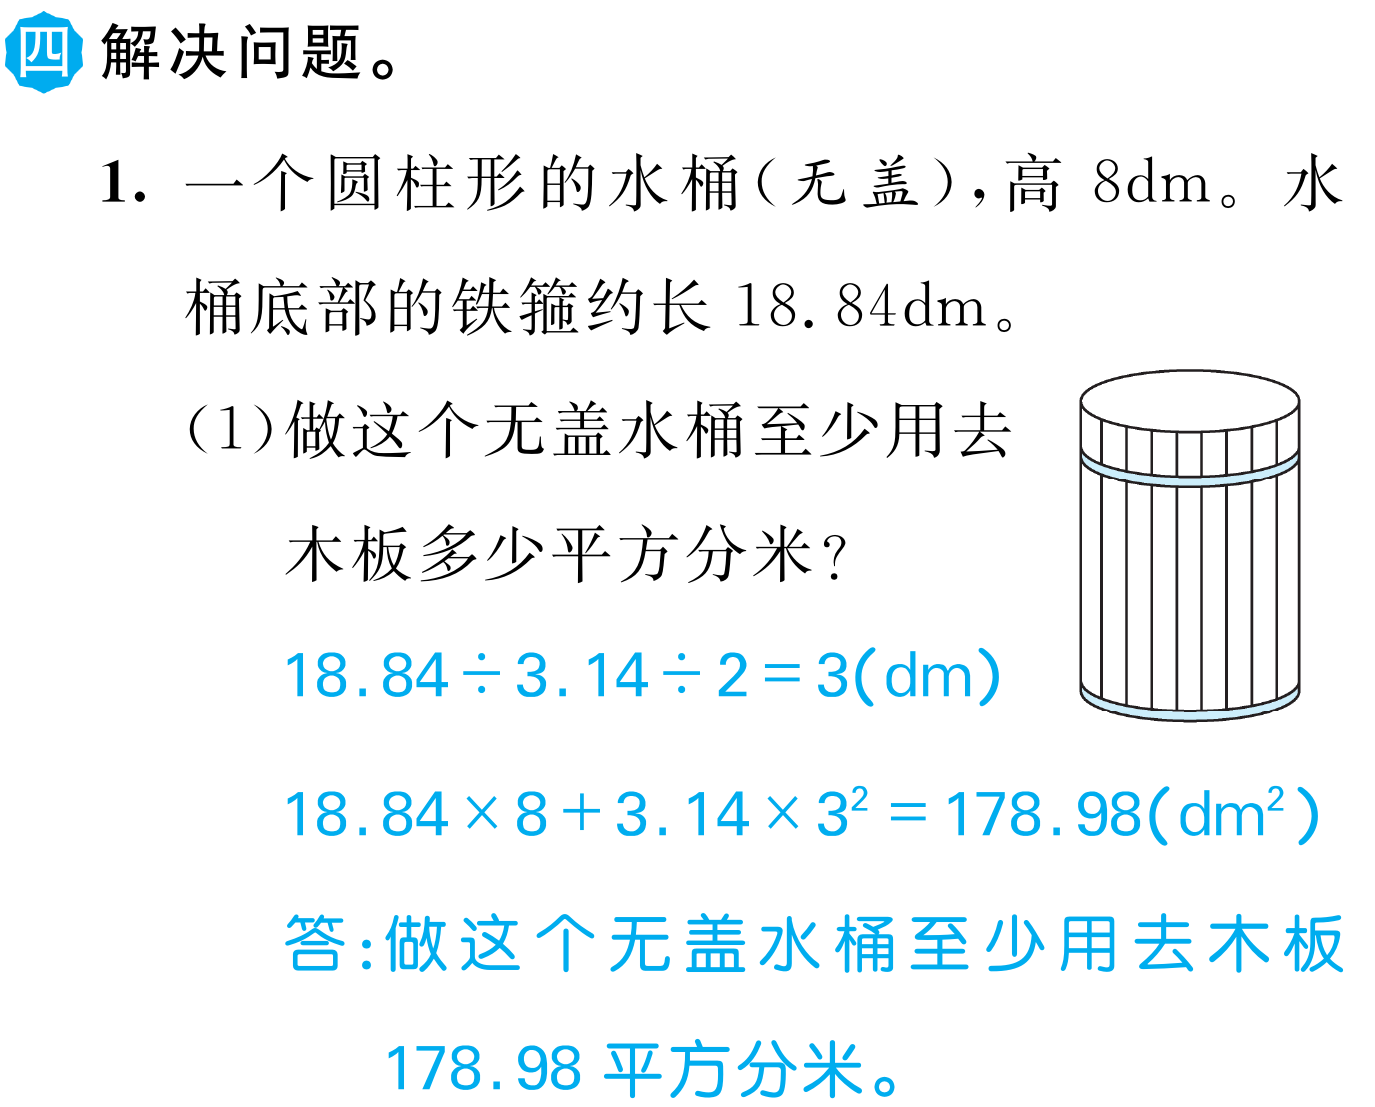 四 解决问题。
1. 一个圆柱形的水桶(无盖),高 8dm。水
桶底部的铁箍约长 18.84dm。
(1)做这个无盖水桶至少用去
木板多少平方分米?
18.84÷3.14÷2=3(dm)
18.84×8+3.14×3²=178.98(dm²)
答:做这个无盖水桶至少用去木板
178.98 平方分米。